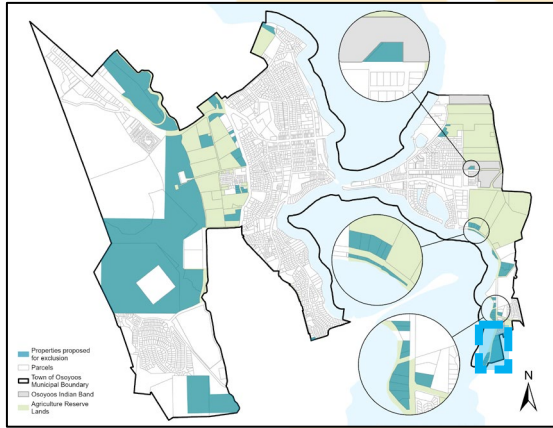 N
Properties proposed
for exclusion
Parcels
Town of Osoyoos
Municipal Boundary
Osoyoos Indian Band
Agriculture Reserve
Lands